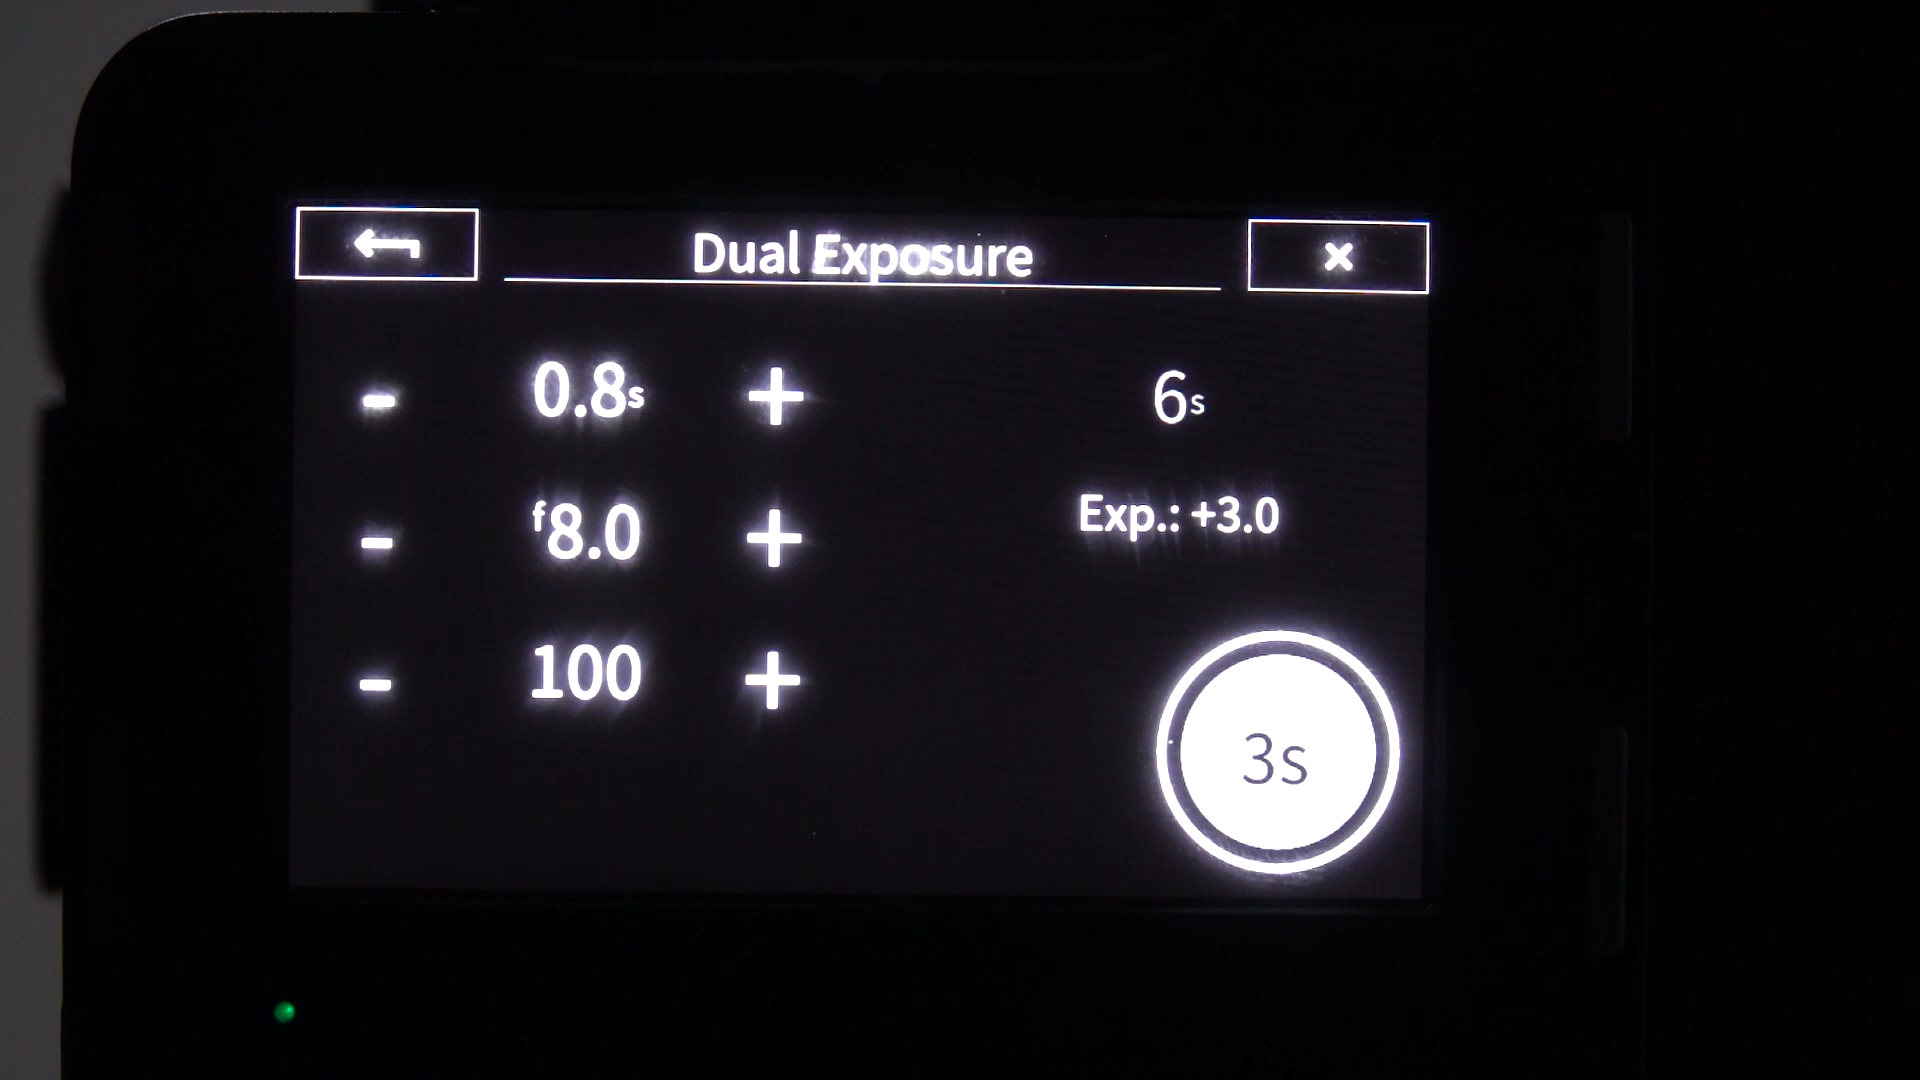 Dual Exposure
- 0.8s + 6s
- f8.0 + Exp.: +3.0
- 100 +
3s